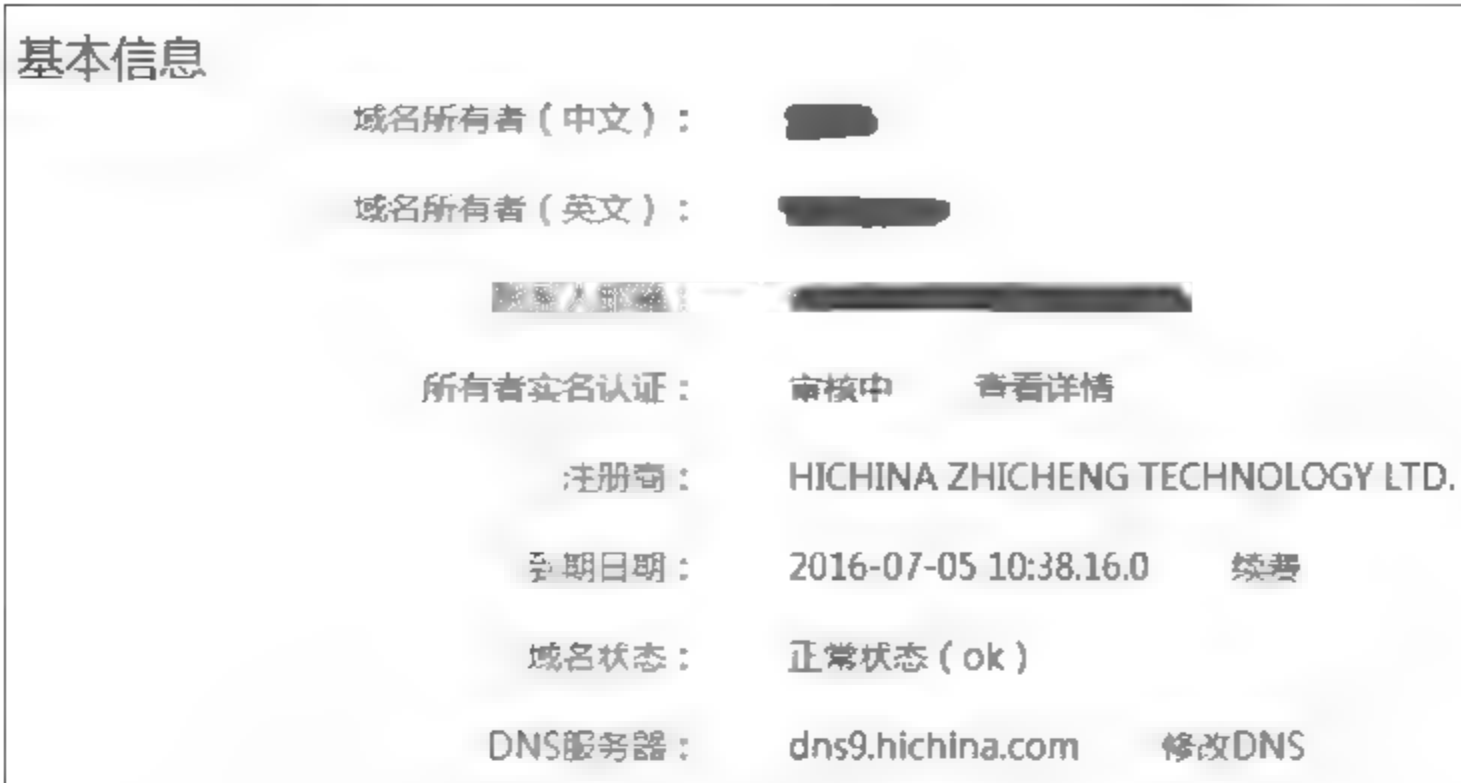 基本信息
域名所有者（中文）：
域名所有者（英文）：
所有者实名认证： 审核中 查看详情
注册商： HICHINA ZHICHENG TECHNOLOGY LTD.
到期日期： 2016-07-05 10:38.16.0 续费
域名状态： 正常状态（ok）
DNS服务器： dns9.hichina.com 修改DNS